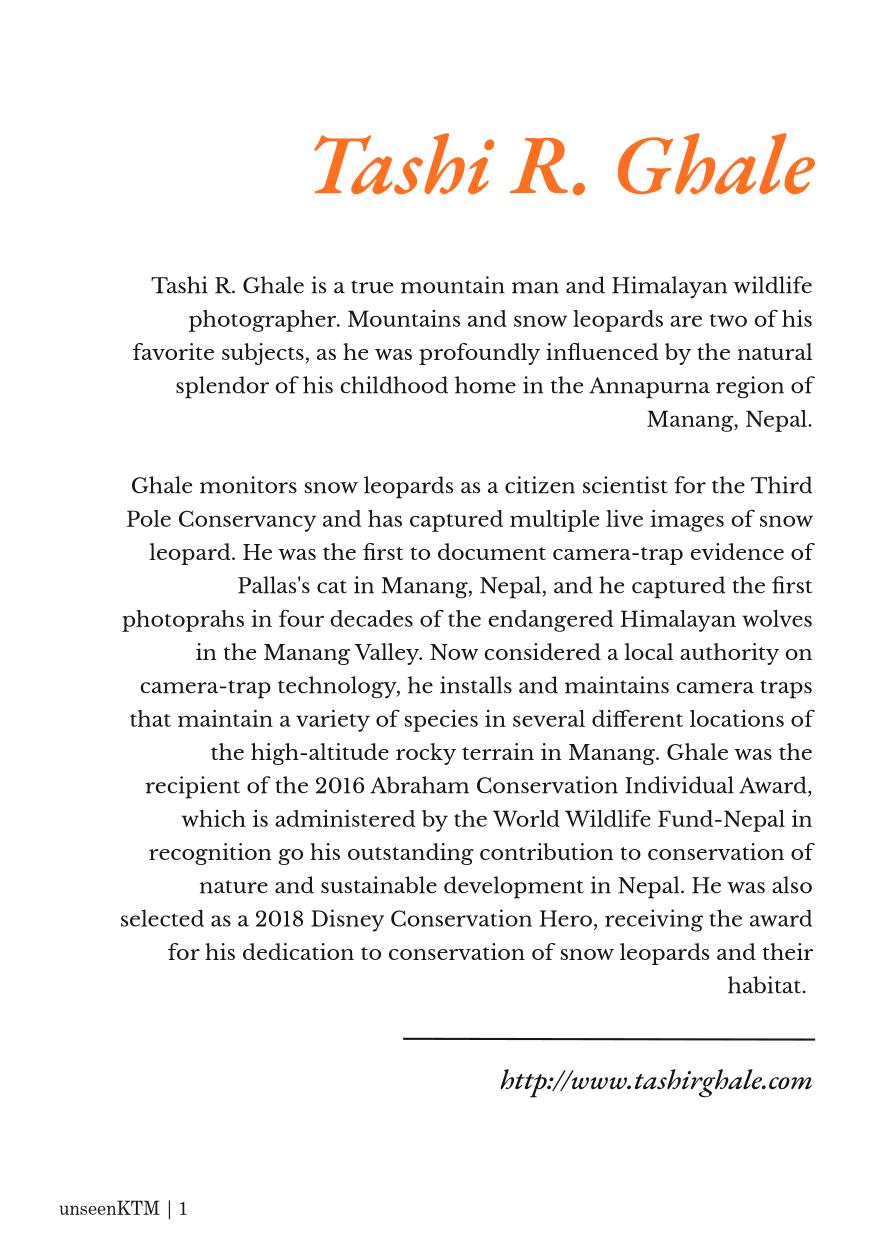 Tashi R. Ghale
Tashi R. Ghale is a true mountain man and Himalayan wildlife
photographer. Mountains and snow leopards are two of his
favorite subjects, as he was profoundly influenced by the natural
splendor of his childhood home in the Annapurna region of
Manang, Nepal.
Ghale monitors snow leopards as a citizen scientist for the Third
Pole Conservancy and has captured multiple live images of snow
leopard. He was the first to document camera-trap evidence of
Pallas's cat in Manang, Nepal, and he captured the first
photoprahs in four decades of the endangered Himalayan wolves
in the Manang Valley. Now considered a local authority on
camera-trap technology, he installs and maintains camera traps
that maintain a variety of species in several different locations of
the high-altitude rocky terrain in Manang. Ghale was the
recipient of the 2016 Abraham Conservation Individual Award,
which is administered by the World Wildlife Fund-Nepal in
recognition go his outstanding contribution to conservation of
nature and sustainable development in Nepal. He was also
selected as a 2018 Disney Conservation Hero, receiving the award
for his dedication to conservation of snow leopards and their
habitat.
http://www.tashirghale.com
unseenKTM | 1